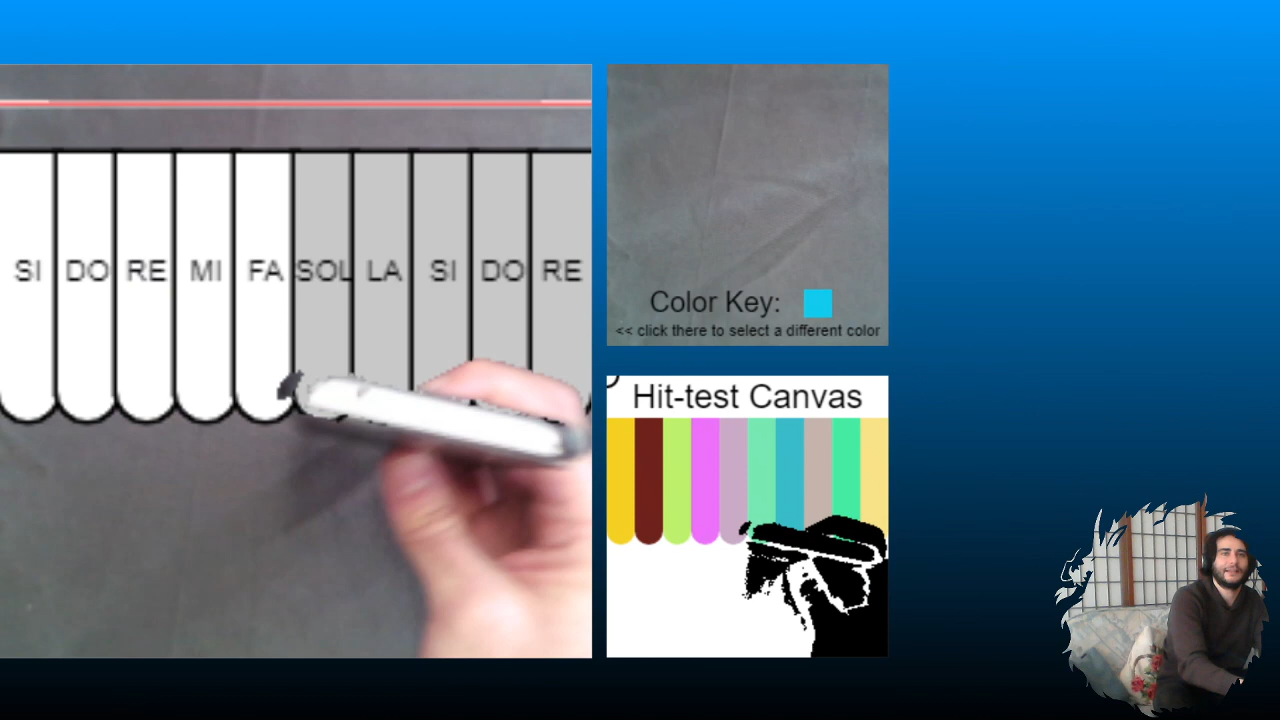 SI DO RE MI FA SOL LA SI DO RE
Color Key:
<< click there to select a different color
Hit-test Canvas